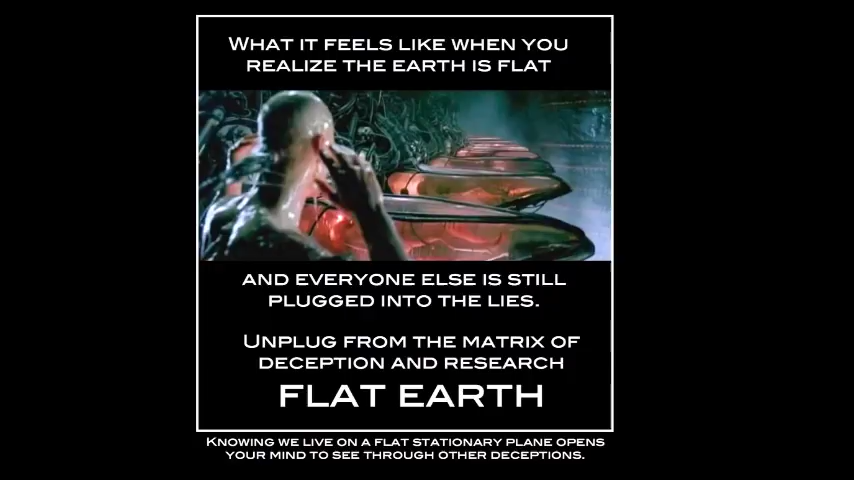 What it feels like when you
realize the earth is flat
and everyone else is still
plugged into the lies.
Unplug from the matrix of
deception and research
FLAT EARTH
Knowing we live on a flat stationary plane opens
your mind to see through other deceptions.